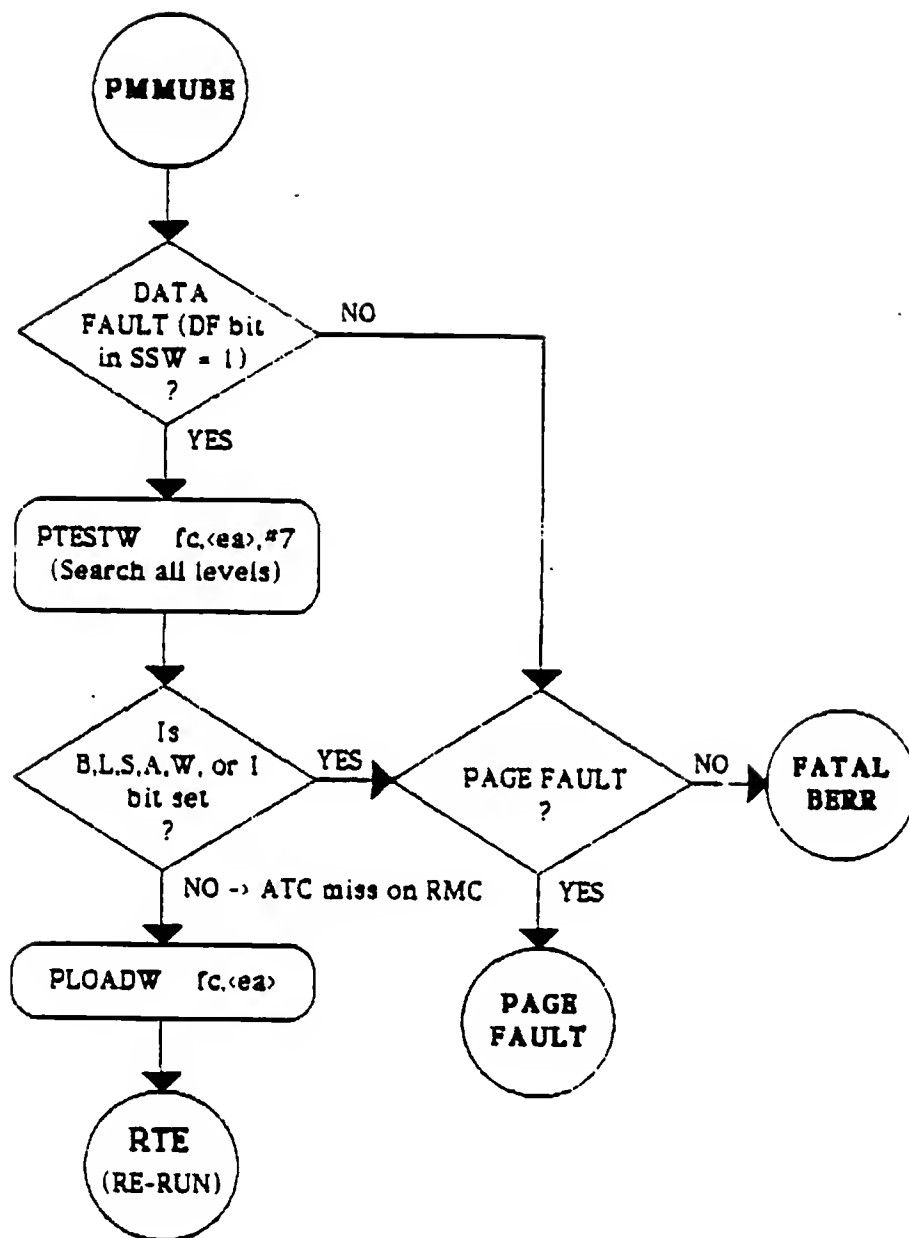 PMMUBE
DATA
FAULT (DF bit
in SSW = 1)
?
NO
YES
PTESTW fc,<ea>,#7
(Search all levels)
Is
B,L,S,A,W, or I
bit set
?
YES
PAGE FAULT
?
NO
FATAL
BERR
NO -> ATC miss on RMC
YES
PLOADW fc,<ea>
PAGE
FAULT
RTE
(RE-RUN)